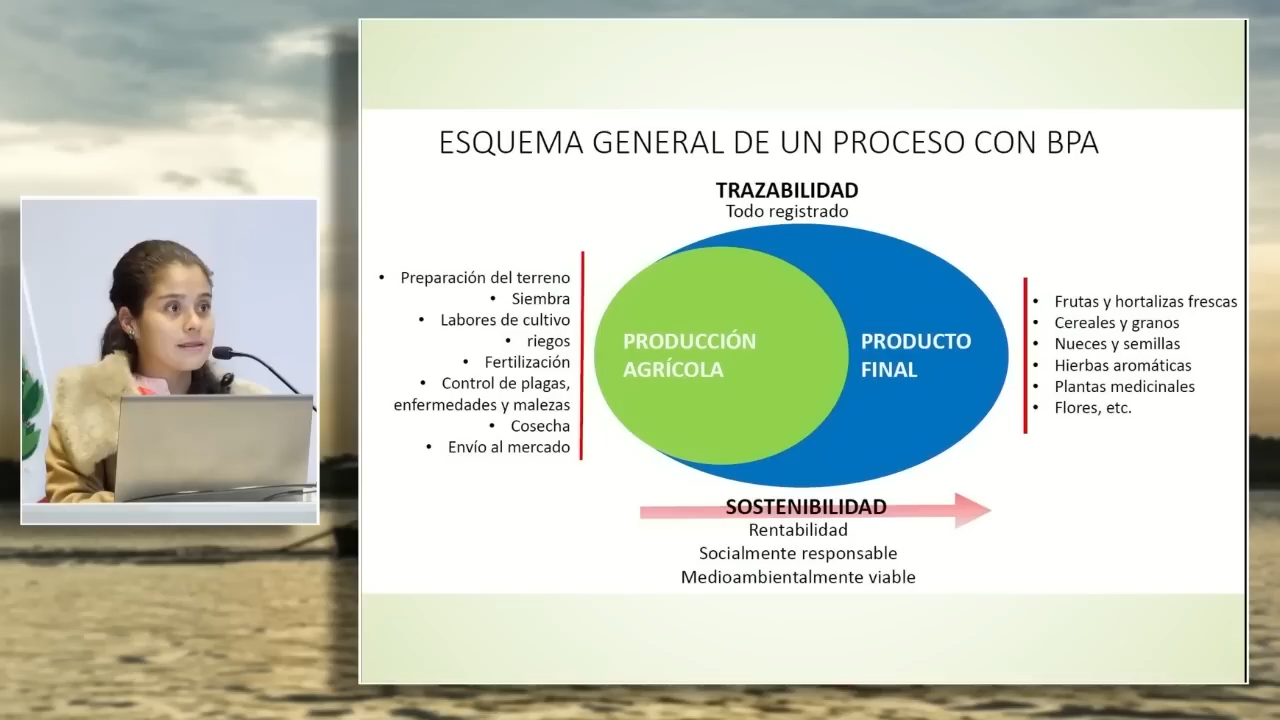 ESQUEMA GENERAL DE UN PROCESO CON BPA
TRAZABILIDAD
Todo registrado
• Preparación del terreno
• Siembra
• Labores de cultivo
• riegos
• Fertilización
• Control de plagas,
enfermedades y malezas
• Cosecha
• Envío al mercado
PRODUCCIÓN
AGRÍCOLA
PRODUCTO
FINAL
• Frutas y hortalizas frescas
• Cereales y granos
• Nueces y semillas
• Hierbas aromáticas
• Plantas medicinales
• Flores, etc.
SOSTENIBILIDAD
Rentabilidad
Socialmente responsable
Medioambientalmente viable